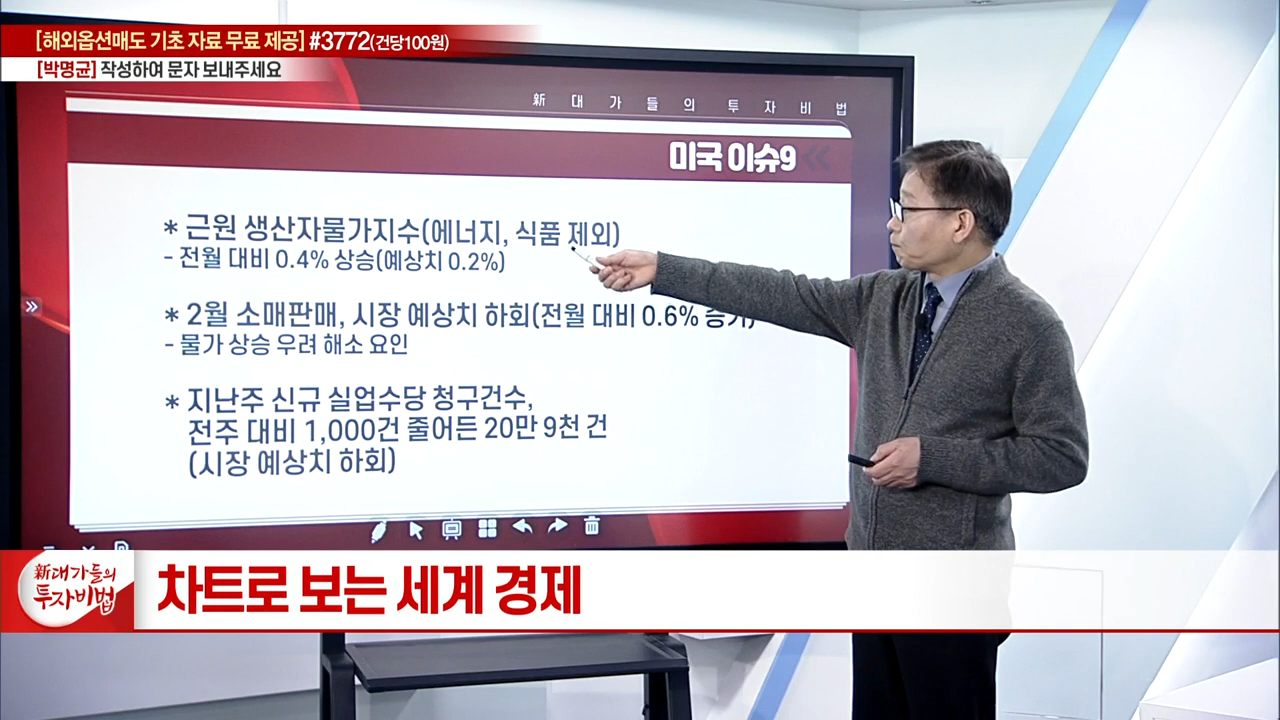 [해외옵션매도 기초 자료 무료 제공] #3772(건당100원)
[박명균] 작성하여 문자 보내주세요
新 대 가 들 의 투 자 비 법
미국 이슈9
* 근원 생산자물가지수(에너지, 식품 제외)
- 전월 대비 0.4% 상승(예상치 0.2%)
* 2월 소매판매, 시장 예상치 하회(전월 대비 0.6% 증가)
- 물가 상승 우려 해소 요인
* 지난주 신규 실업수당 청구건수,
전주 대비 1,000건 줄어든 20만 9천 건
(시장 예상치 하회)
新대가들의
투자비법
차트로 보는 세계 경제